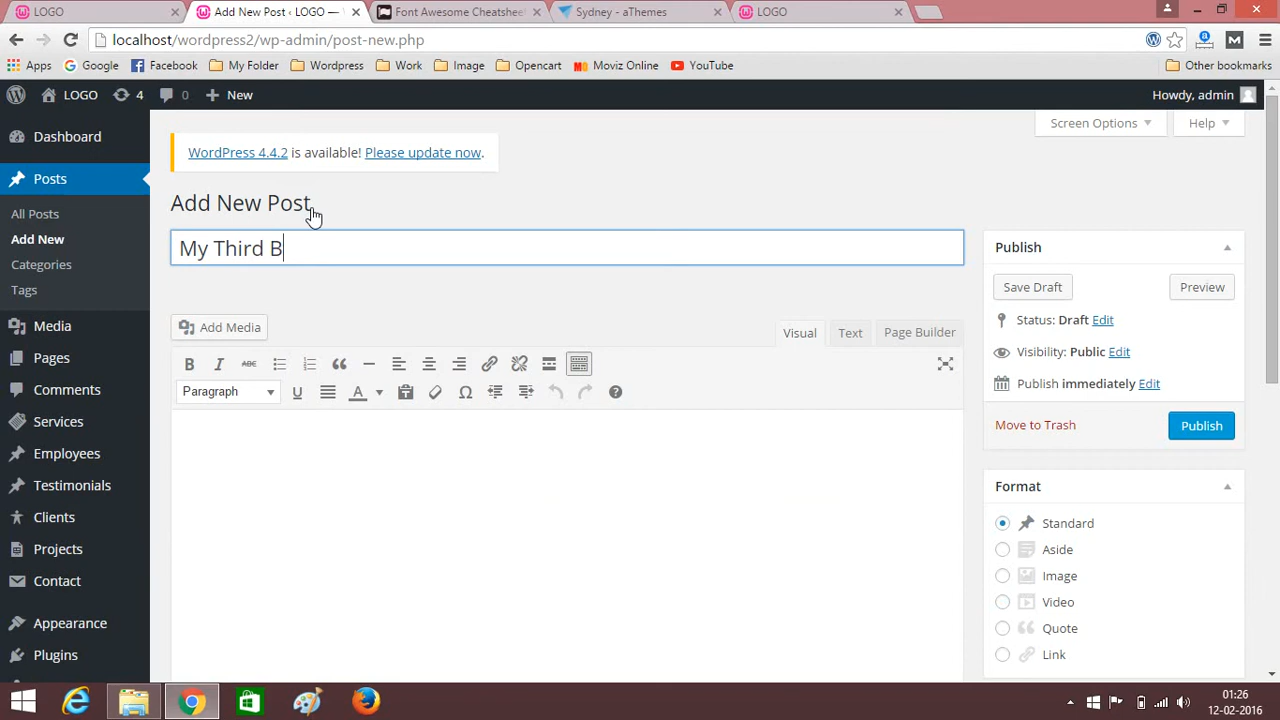 LOGO
Add New Post ‹ LOGO —
Font Awesome Cheatshee
Sydney - aThemes
LOGO
localhost/wordpress2/wp-admin/post-new.php
Apps Google Facebook My Folder Wordpress Work Image Opencart Moviz Online YouTube Other bookmarks
LOGO 4 0 New Howdy, admin
Screen Options Help
Dashboard
Posts
All Posts
Add New
Categories
Tags
Media
Pages
Comments
Services
Employees
Testimonials
Clients
Projects
Contact
Appearance
Plugins
WordPress 4.4.2 is available! Please update now.
Add New Post
My Third B
Add Media
Visual Text Page Builder
B I ABC
Paragraph U A
Publish
Save Draft Preview
Status: Draft Edit
Visibility: Public Edit
Publish immediately Edit
Move to Trash Publish
Format
Standard
Aside
Image
Video
Quote
Link
01:26
12-02-2016